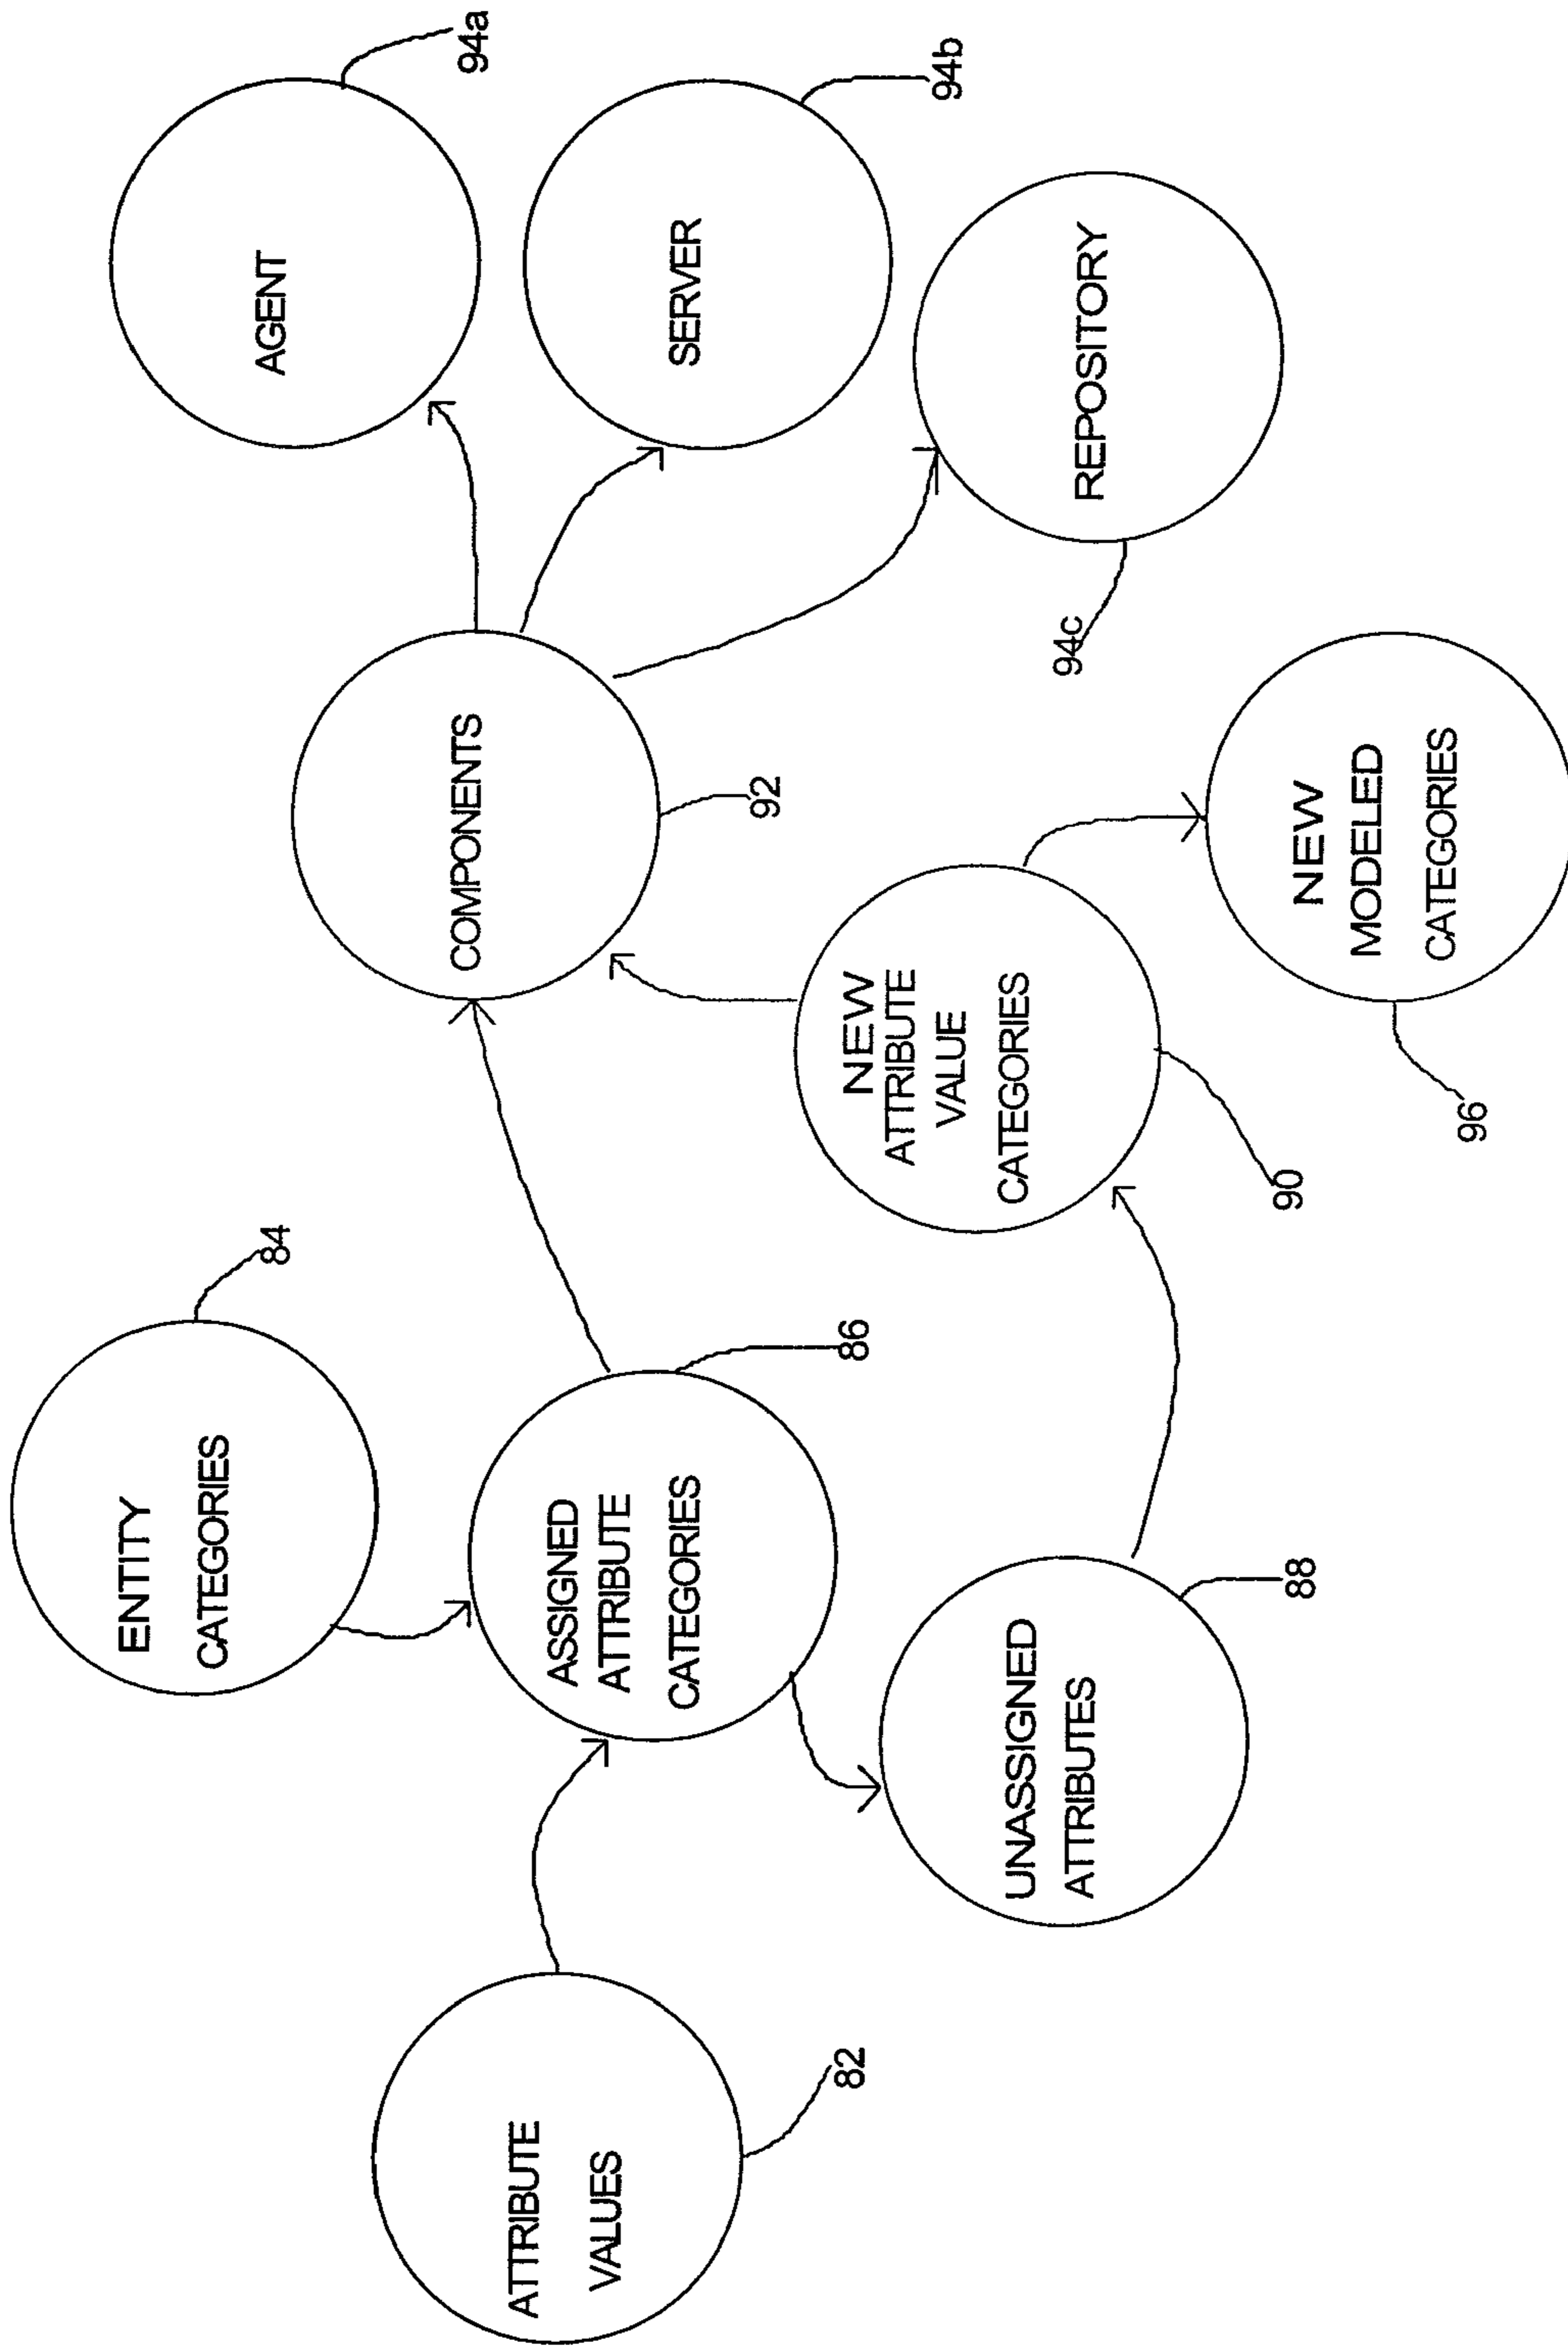 ATTRIBUTE
VALUES
82
ENTITY
CATEGORIES
84
ASSIGNED
ATTRIBUTE
CATEGORIES
86
UNASSIGNED
ATTRIBUTES
88
NEW
ATTRIBUTE
VALUE
CATEGORIES
90
COMPONENTS
92
NEW
MODELED
CATEGORIES
96
AGENT
94a
SERVER
94b
REPOSITORY
94c